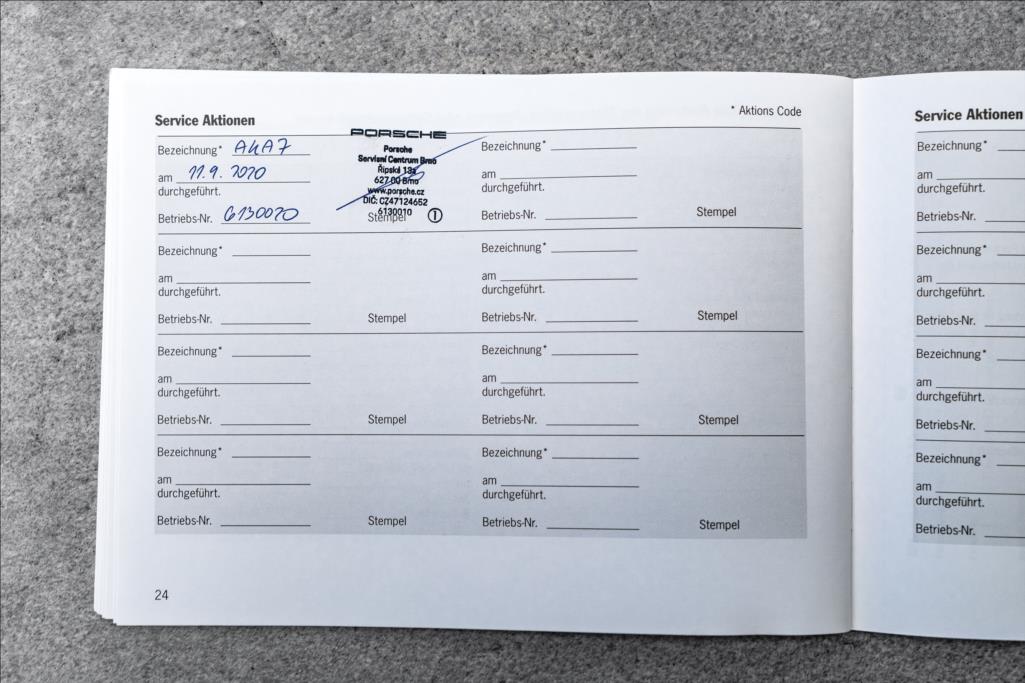 Service Aktionen
* Aktions Code
Bezeichnung* AKA7
am 11.9.2020
durchgeführt.
Betriebs-Nr. 6130010
PORSCHE
Porsche
Servisní Centrum Brno
Řipská 13a
627 00 Brno
www.porsche.cz
DIČ: CZ47124652
6130010
Stempel
1
Bezeichnung*
am
durchgeführt.
Betriebs-Nr. Stempel
Bezeichnung*
am
durchgeführt.
Betriebs-Nr. Stempel
Bezeichnung*
am
durchgeführt.
Betriebs-Nr. Stempel
Bezeichnung*
am
durchgeführt.
Betriebs-Nr. Stempel
Bezeichnung*
am
durchgeführt.
Betriebs-Nr. Stempel
Bezeichnung*
am
durchgeführt.
Betriebs-Nr. Stempel
Bezeichnung*
am
durchgeführt.
Betriebs-Nr. Stempel
24
Service Aktionen
Bezeichnung*
am
durchgeführt.
Betriebs-Nr.
Bezeichnung*
am
durchgeführt.
Betriebs-Nr.
Bezeichnung*
am
durchgeführt.
Betriebs-Nr.
Bezeichnung*
am
durchgeführt.
Betriebs-Nr.